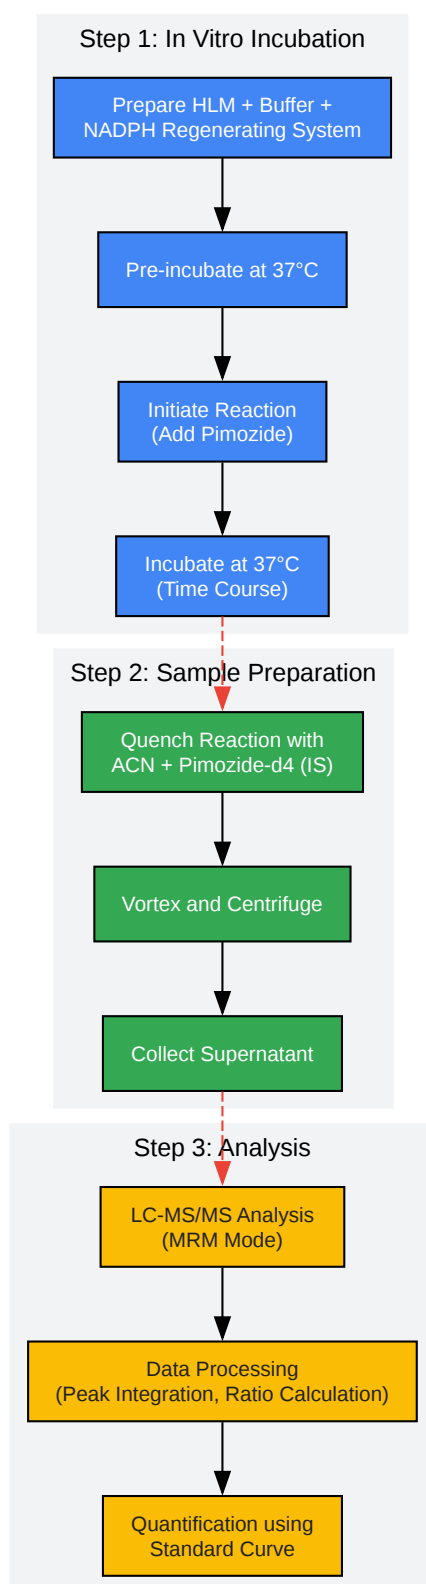 Step 1: In Vitro Incubation
Prepare HLM + Buffer +
NADPH Regenerating System
Pre-incubate at 37°C
Initiate Reaction
(Add Pimozide)
Incubate at 37°C
(Time Course)
Step 2: Sample Preparation
Quench Reaction with
ACN + Pimozide-d4 (IS)
Vortex and Centrifuge
Collect Supernatant
Step 3: Analysis
LC-MS/MS Analysis
(MRM Mode)
Data Processing
(Peak Integration, Ratio Calculation)
Quantification using
Standard Curve